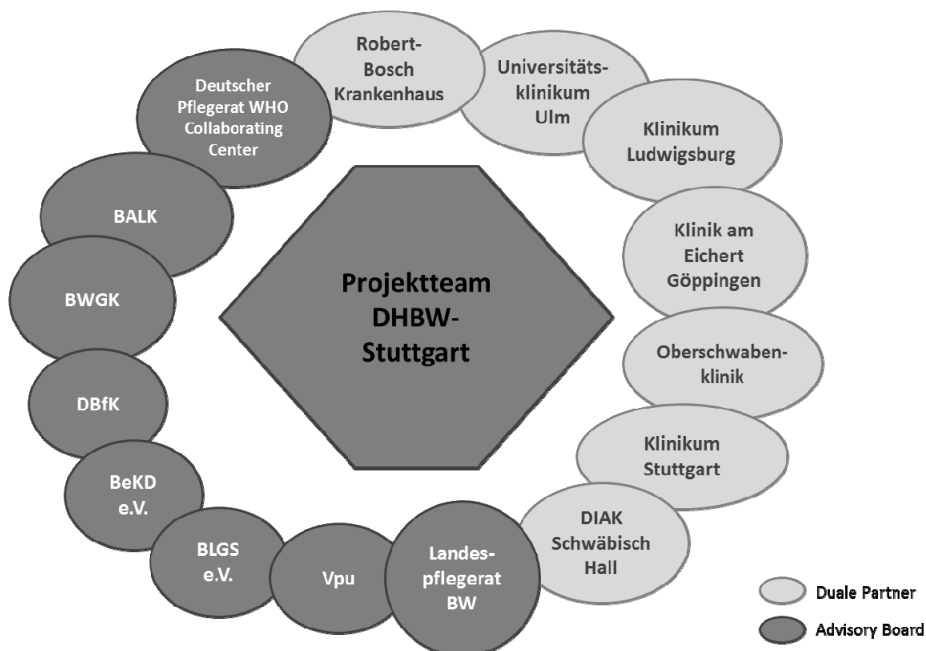 Robert-
Bosch
Krankenhaus
Universitäts-
klinikum
Ulm
Klinikum
Ludwigsburg
Klinik am
Eichert
Göppingen
Oberschwaben-
klinik
Klinikum
Stuttgart
DIAK
Schwäbisch
Hall
Landes-
pflegerat
BW
Vpu
BLGS
e.V.
BeKD
e.V.
DBfK
BWGK
BALK
Deutscher
Pflegerat WHO
Collaborating
Center
Projektteam
DHBW-
Stuttgart
Duale Partner
Advisory Board